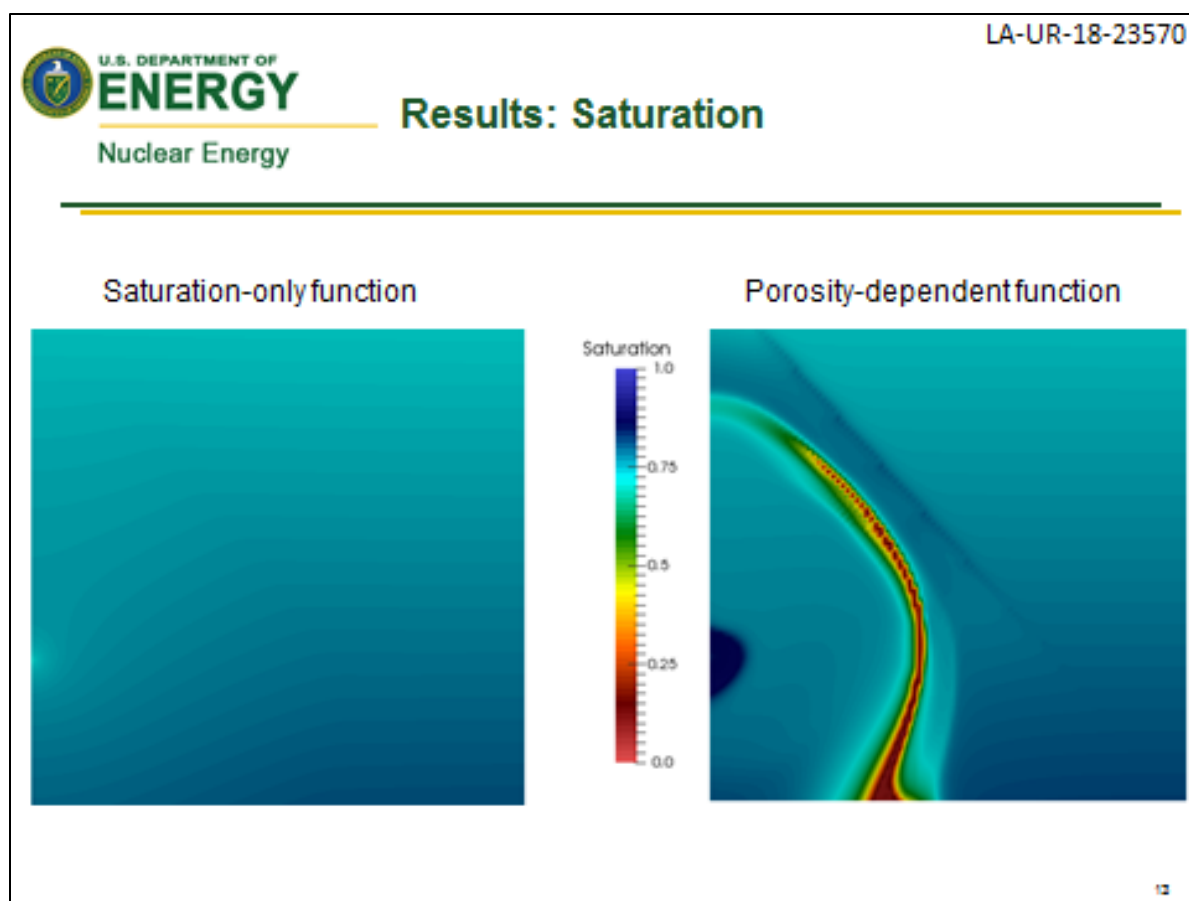 LA-UR-18-23570
U.S. DEPARTMENT OF
ENERGY
Nuclear Energy
Results: Saturation
Saturation-only function
Porosity-dependent function
Saturation
1.0
0.75
0.5
0.25
0.0
12